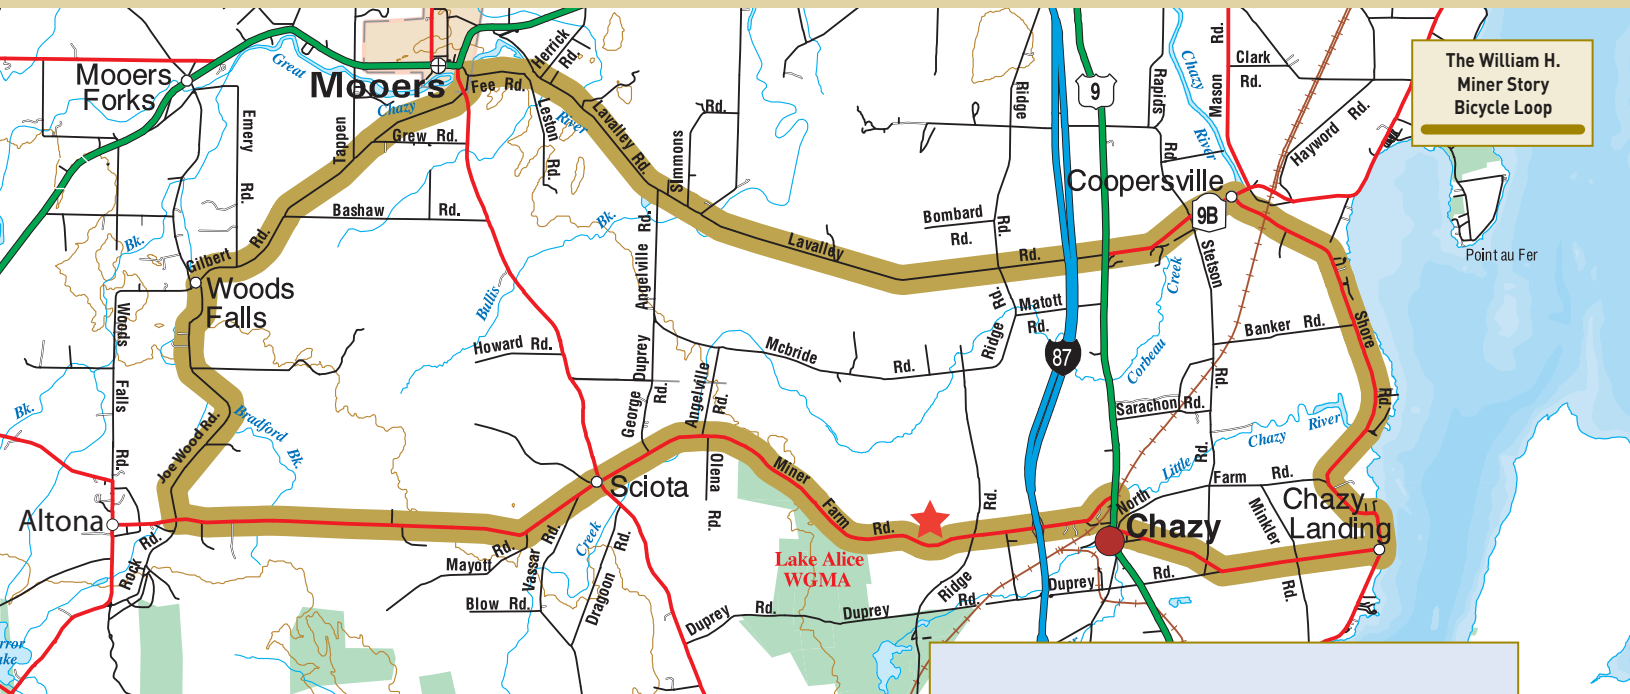 The William H.
Miner Story
Bicycle Loop
Mooers
Forks
Great
Mooers
Chazy
River
Fee Rd.
Herrick
Rd.
Leston
Rd.
Lavalley Rd.
Emery
Rd.
Tappen
Grew Rd.
Bashaw Rd.
Simmons
Rd.
Ridge
Rd.
9
Rapids
Rd.
Chazy
River
Mason
Rd.
Clark
Rd.
Hayword Rd.
Coopersville
9B
Bombard
Rd.
Lavalley
Rd.
Point au Fer
Bk.
Gilbert
Rd.
Woods
Falls
Woods
Falls
Rd.
Bullis
Bk.
Angelville Rd.
Howard Rd.
George
Duprey
Rd.
Angelville
Rd.
Mcbride
Rd.
Ridge
Rd.
Matott
Rd.
87
Creek
Corbeau
Stetson
Rd.
Rd.
Banker Rd.
Shore
Rd.
Sarachon Rd.
Little
Chazy
River
Bk.
Joe Wood Rd.
Bradford
Bk.
Altona
Sciota
Olena
Rd.
Miner
Farm
Rd.
Rd.
North
Farm
Rd.
Chazy
Minker
Rd.
Chazy
Landing
Rock
Rd.
Mayott
Rd.
Vassar
Rd.
Creek
Blow Rd.
Dragon
Rd.
Lake Alice
WGMA
Duprey
Rd.
Duprey
Rd.
Ridge
Duprey
Rd.